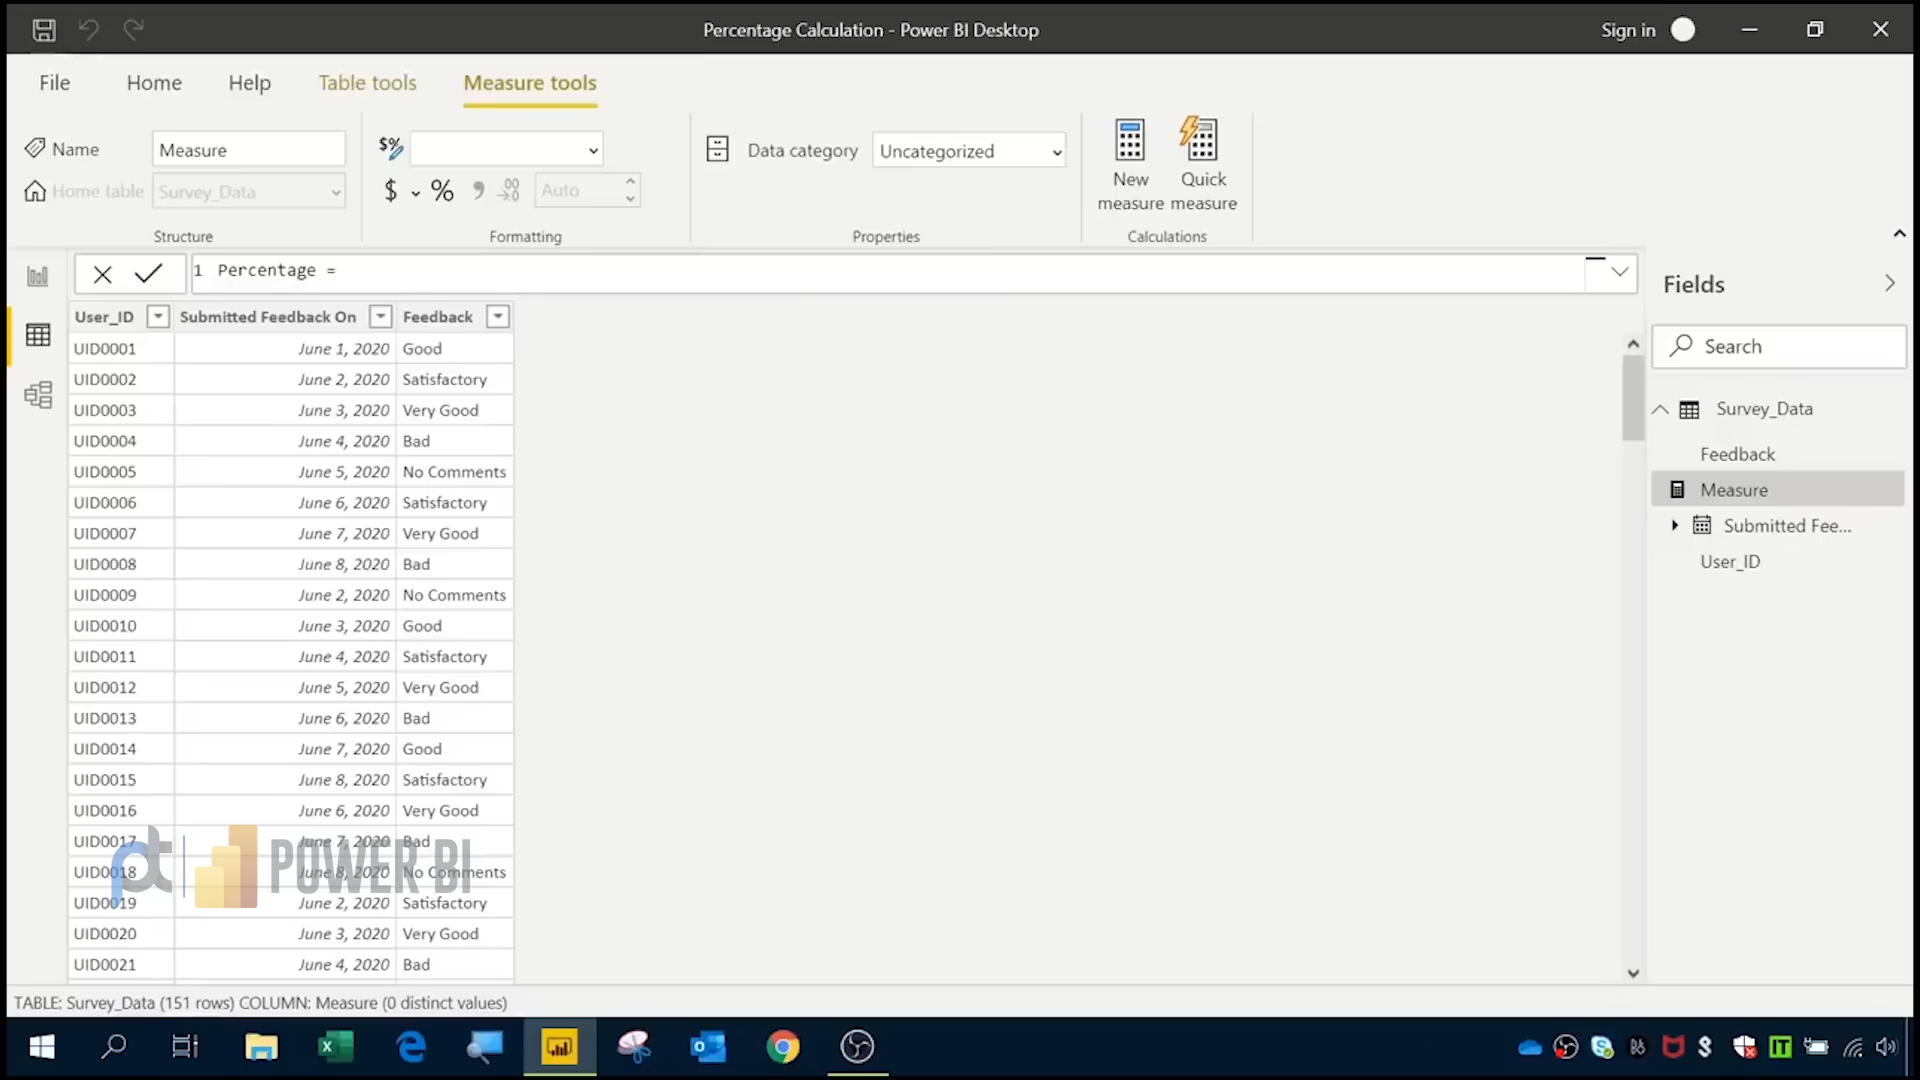 Percentage Calculation - Power BI Desktop
Sign in
File Home Help Table tools Measure tools
Name Measure
Home table Survey_Data
Structure
$%
$ % 9 .00 →.0 Auto
Formatting
Data category Uncategorized
Properties
New measure
Quick measure
Calculations
1 Percentage =
Fields
Search
Survey_Data
Feedback
Measure
Submitted Fee...
User_ID
User_ID Submitted Feedback On Feedback
UID0001 June 1, 2020 Good
UID0002 June 2, 2020 Satisfactory
UID0003 June 3, 2020 Very Good
UID0004 June 4, 2020 Bad
UID0005 June 5, 2020 No Comments
UID0006 June 6, 2020 Satisfactory
UID0007 June 7, 2020 Very Good
UID0008 June 8, 2020 Bad
UID0009 June 2, 2020 No Comments
UID0010 June 3, 2020 Good
UID0011 June 4, 2020 Satisfactory
UID0012 June 5, 2020 Very Good
UID0013 June 6, 2020 Bad
UID0014 June 7, 2020 Good
UID0015 June 8, 2020 Satisfactory
UID0016 June 6, 2020 Very Good
UID0017 June 7, 2020 Bad
UID0018 June 8, 2020 No Comments
UID0019 June 2, 2020 Satisfactory
UID0020 June 3, 2020 Very Good
UID0021 June 4, 2020 Bad
pt POWER BI
TABLE: Survey_Data (151 rows) COLUMN: Measure (0 distinct values)